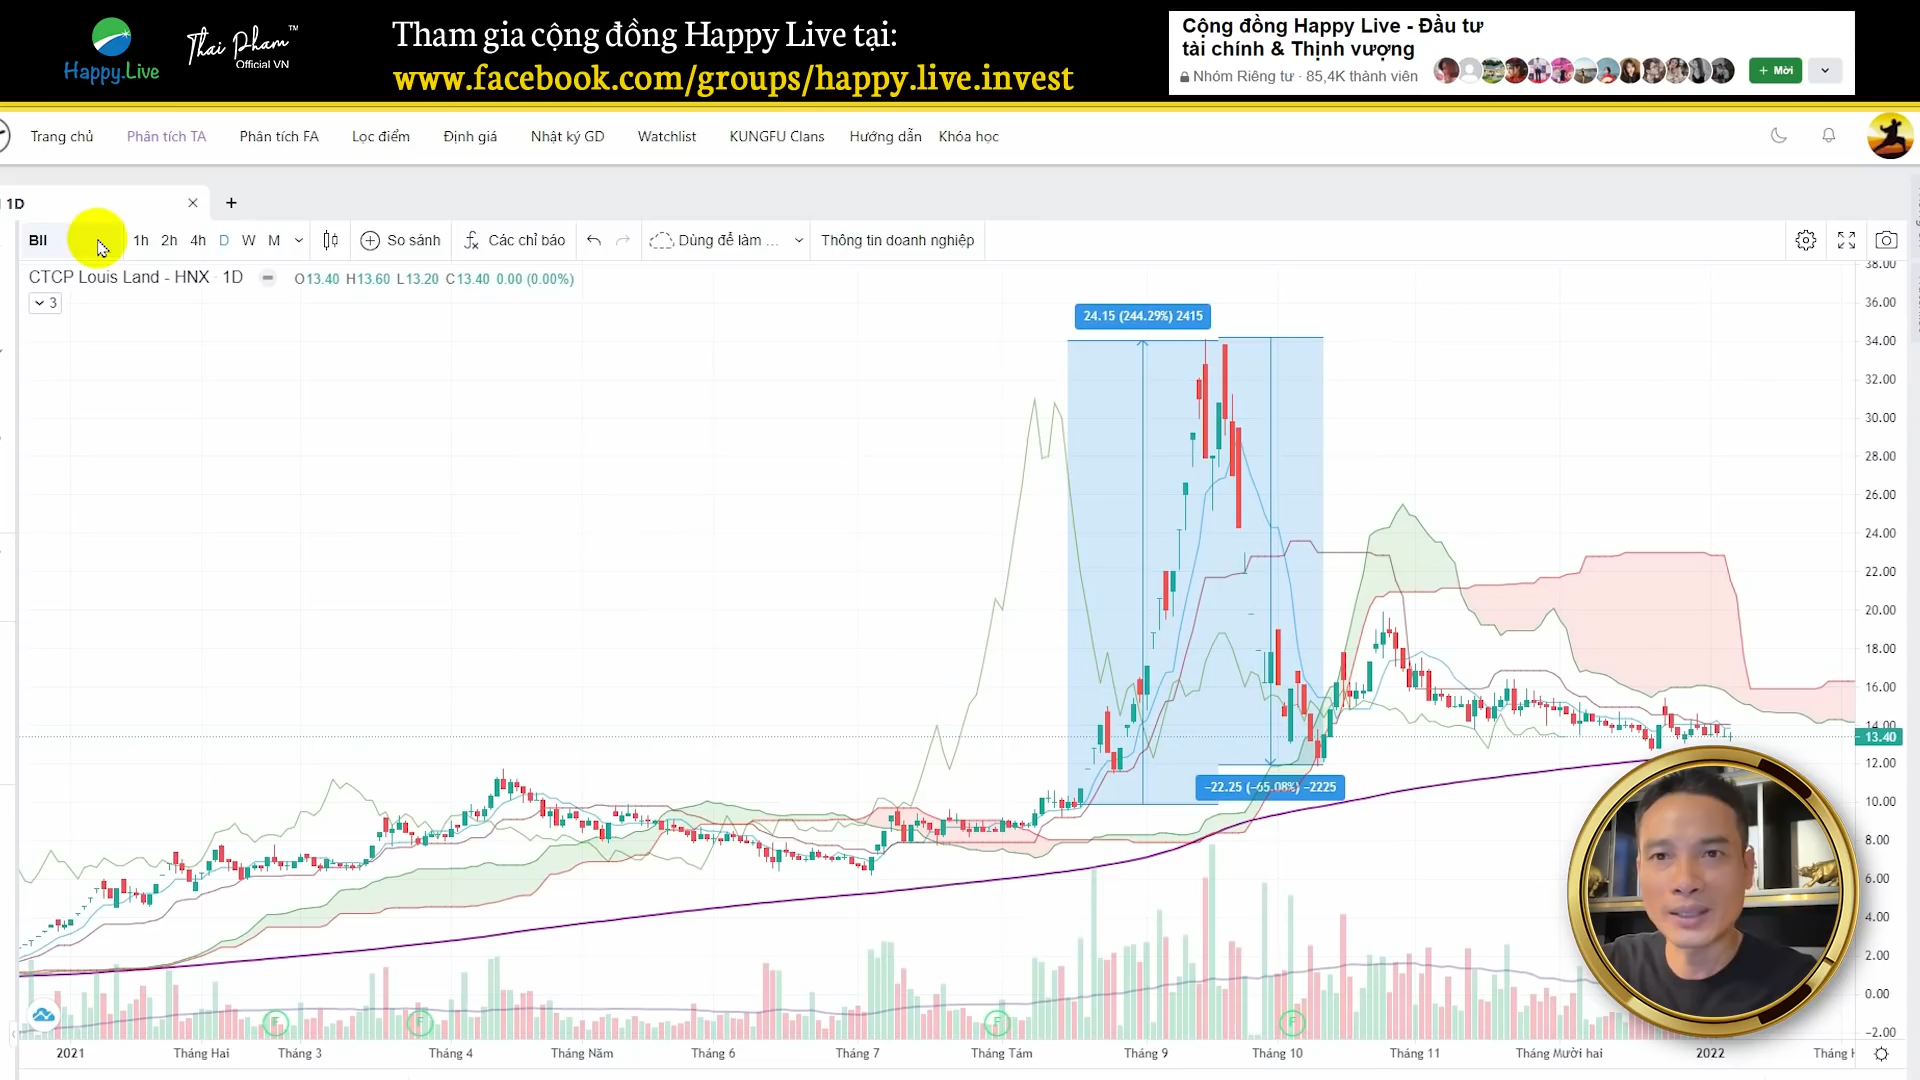 Happy.Live
Thai Pham™
Official VN
Tham gia cộng đồng Happy Live tại:
www.facebook.com/groups/happy.live.invest
Cộng đồng Happy Live - Đầu tư
tài chính & Thịnh vượng
Nhóm Riêng tư · 85,4K thành viên
+ Mời
Trang chủ
Phân tích TA
Phân tích FA
Lọc điểm
Định giá
Nhật ký GD
Watchlist
KUNGFU Clans
Hướng dẫn
Khóa học
1D
BII
1h
2h
4h
D
W
M
So sánh
Các chỉ báo
Dùng để làm ...
Thông tin doanh nghiệp
CTCP Louis Land - HNX · 1D
O13.40 H13.60 L13.20 C13.40 0.00 (0.00%)
3
24.15 (244.29%) 2415
−22.25 (−65.08%) −2225
38.00
36.00
34.00
32.00
30.00
28.00
26.00
24.00
22.00
20.00
18.00
16.00
14.00
13.40
12.00
10.00
8.00
6.00
4.00
2.00
0.00
−2.00
F
F
F
F
2021
Tháng Hai
Tháng 3
Tháng 4
Tháng Năm
Tháng 6
Tháng 7
Tháng Tám
Tháng 9
Tháng 10
Tháng 11
Tháng Mười hai
2022
Tháng